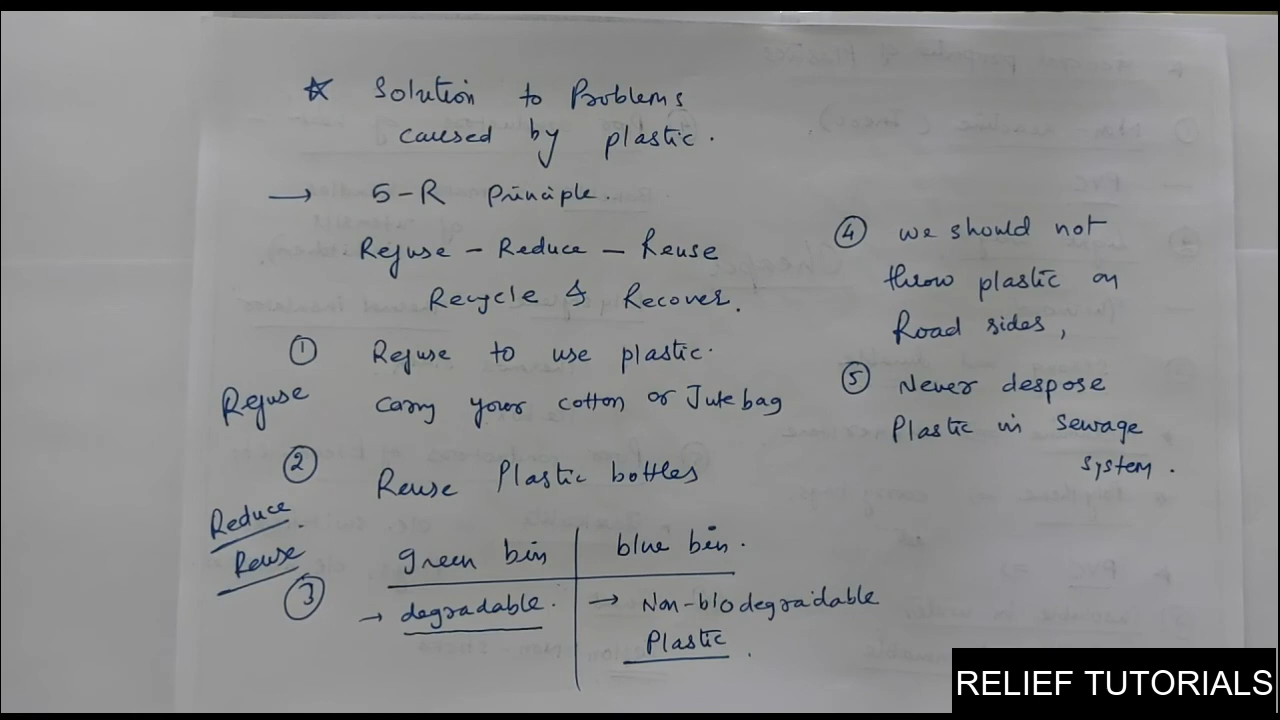 ☆ Solution to Problems
caused by plastic.
→ 5-R Principle.
Refuse - Reduce - Reuse
Recycle & Recover.
① Refuse to use plastic.
Refuse carry your cotton or Jute bag
② Reuse Plastic bottles
Reduce
Reuse
③ green bin | blue bin.
→ degradable. | → Non-biodegradable
Plastic.
④ we should not
throw plastic on
Road sides,
⑤ Never despose
Plastic in sewage
system.
RELIEF TUTORIALS